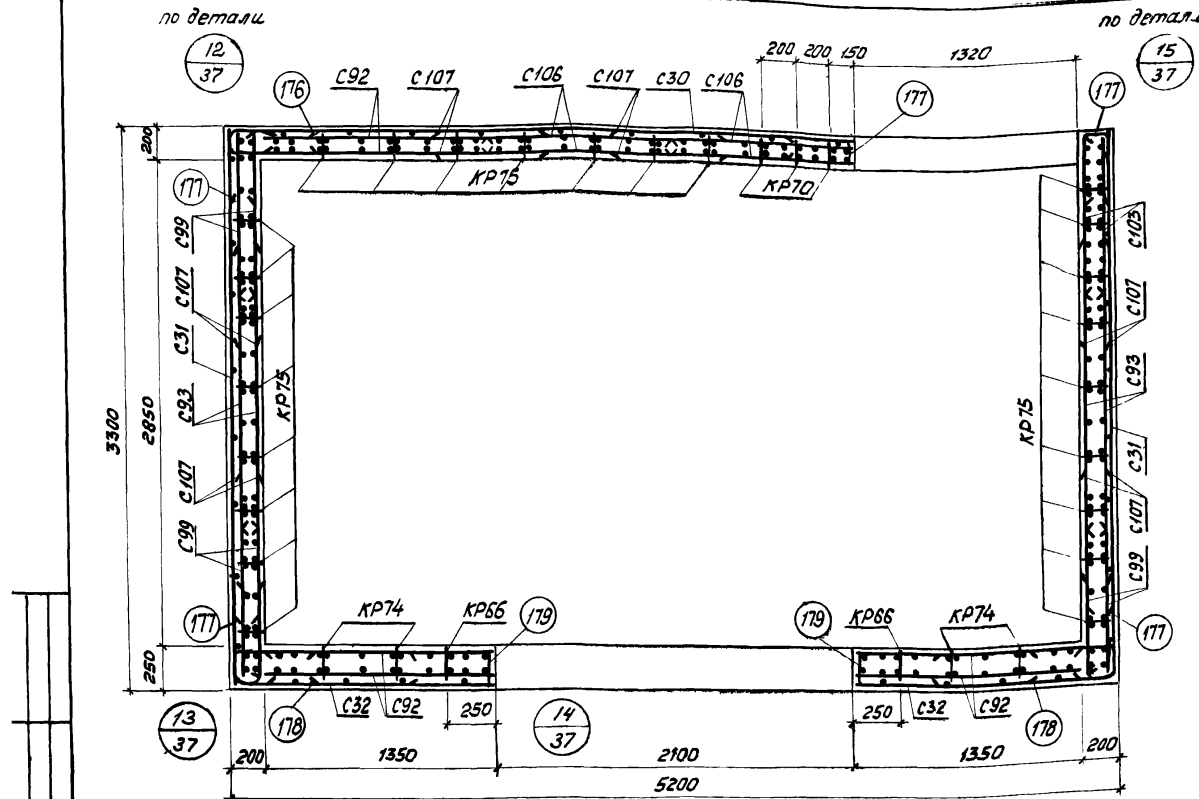 по детали
12
37
по детали
15
37
176
С92
С107
С106
С107
С30
С106
200
200
150
1320
177
177
200
КР75
КР70
177
С99
С107
С31
С93
С107
С99
КР75
3300
2850
250
С103
С107
С93
С31
С107
С99
КР75
177
КР74
КР66
179
179
КР66
КР74
177
13
37
178
С32
С92
250
14
37
250
С32
С92
178
200
1350
2100
1350
200
5200